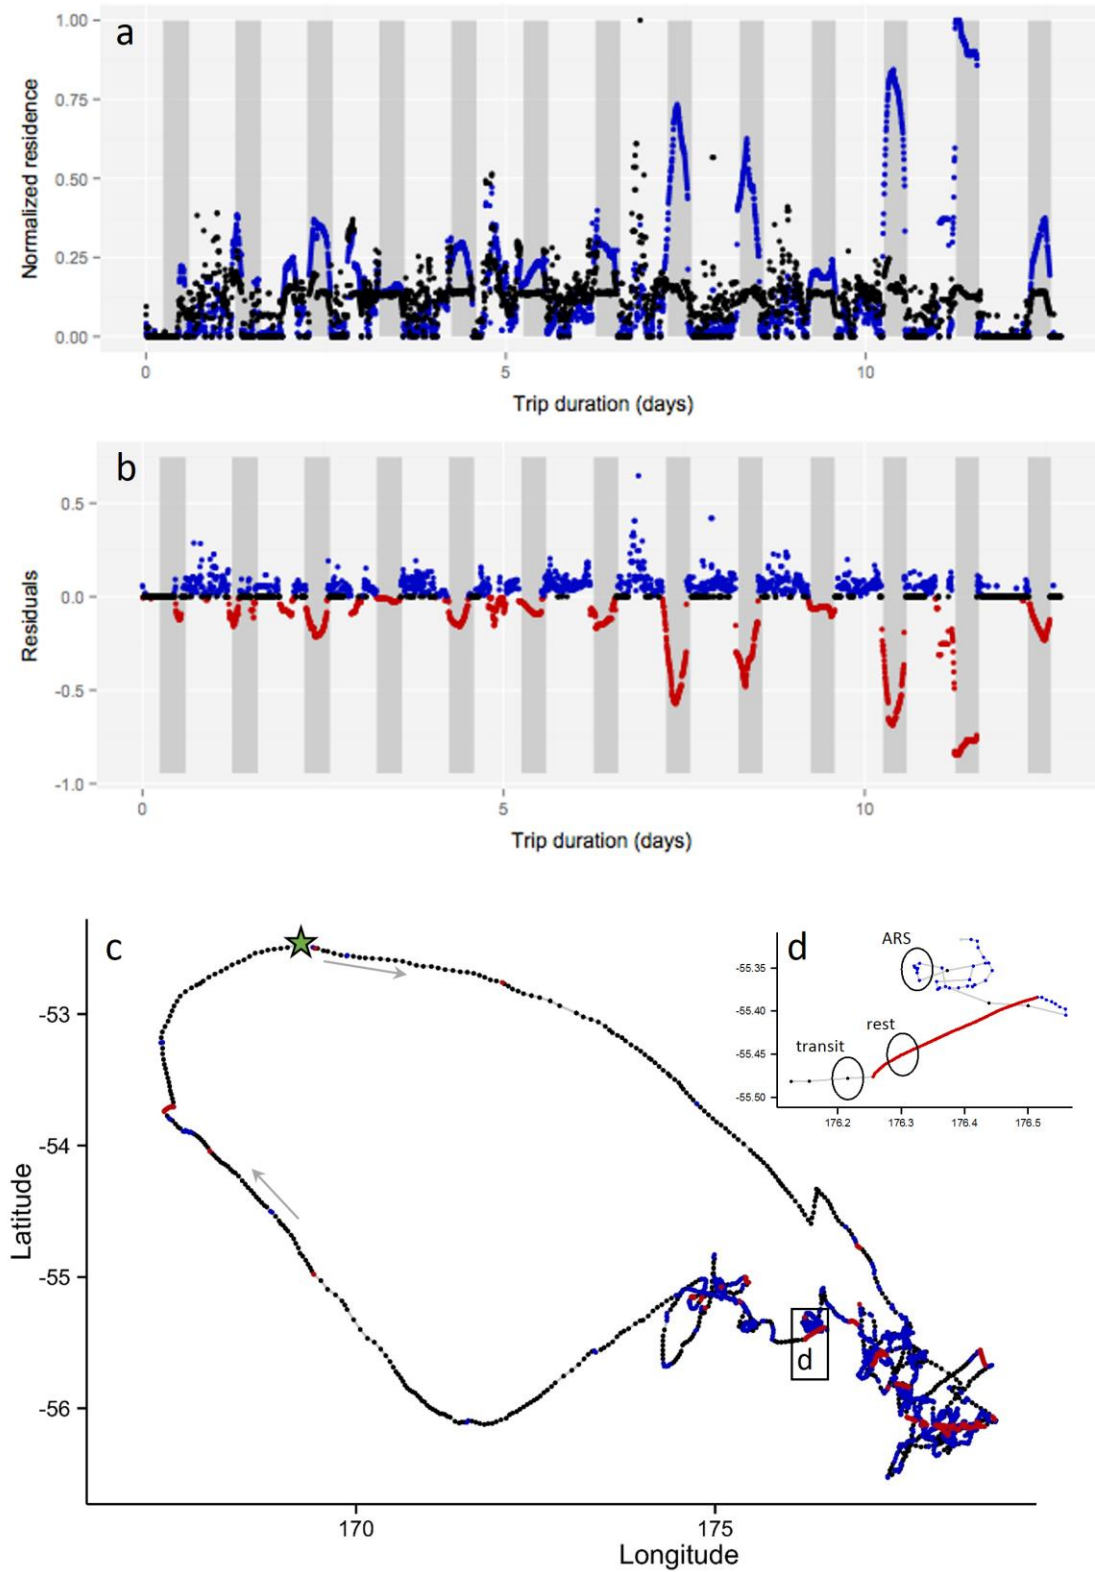 a
1.00
0.75
0.50
0.25
0.00
Normalized residence
0 5 10
Trip duration (days)
b
0.5
0.0
-0.5
-1.0
Residuals
0 5 10
Trip duration (days)
c
-53
-54
-55
-56
Latitude
170 175
Longitude
d
d
ARS
rest
transit
-55.35
-55.40
-55.45
-55.50
176.2 176.3 176.4 176.5